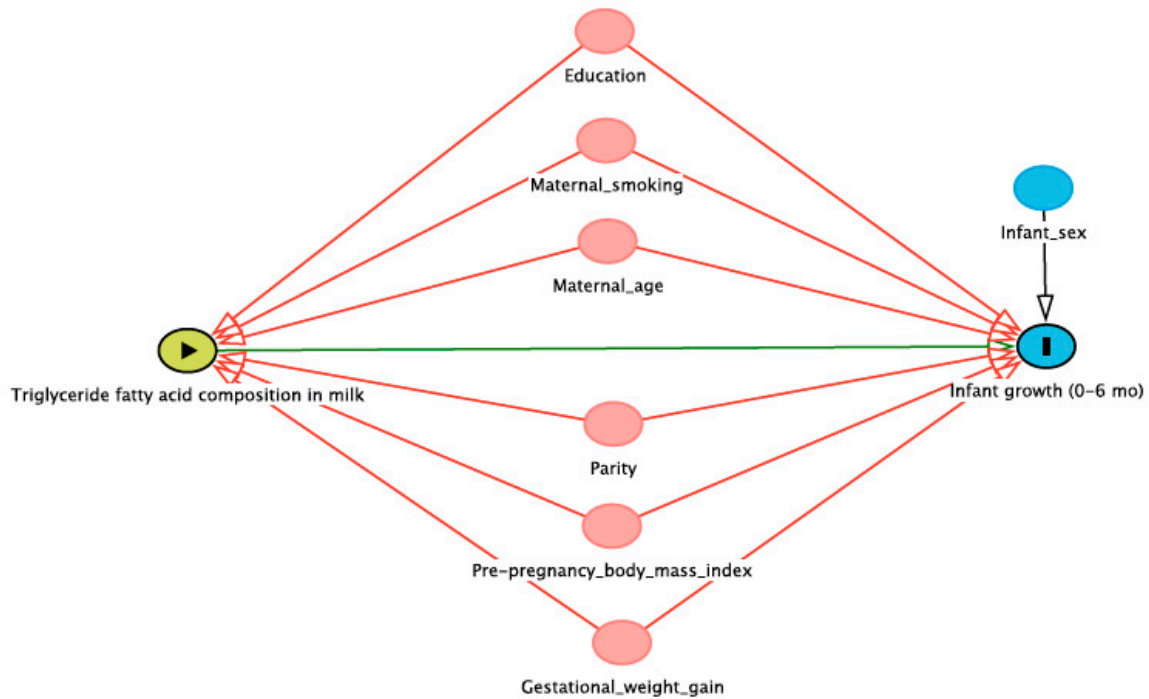 Education
Maternal_smoking
Infant_sex
Maternal_age
Triglyceride fatty acid composition in milk
Infant growth (0-6 mo)
Parity
Pre-pregnancy_body_mass_index
Gestational_weight_gain